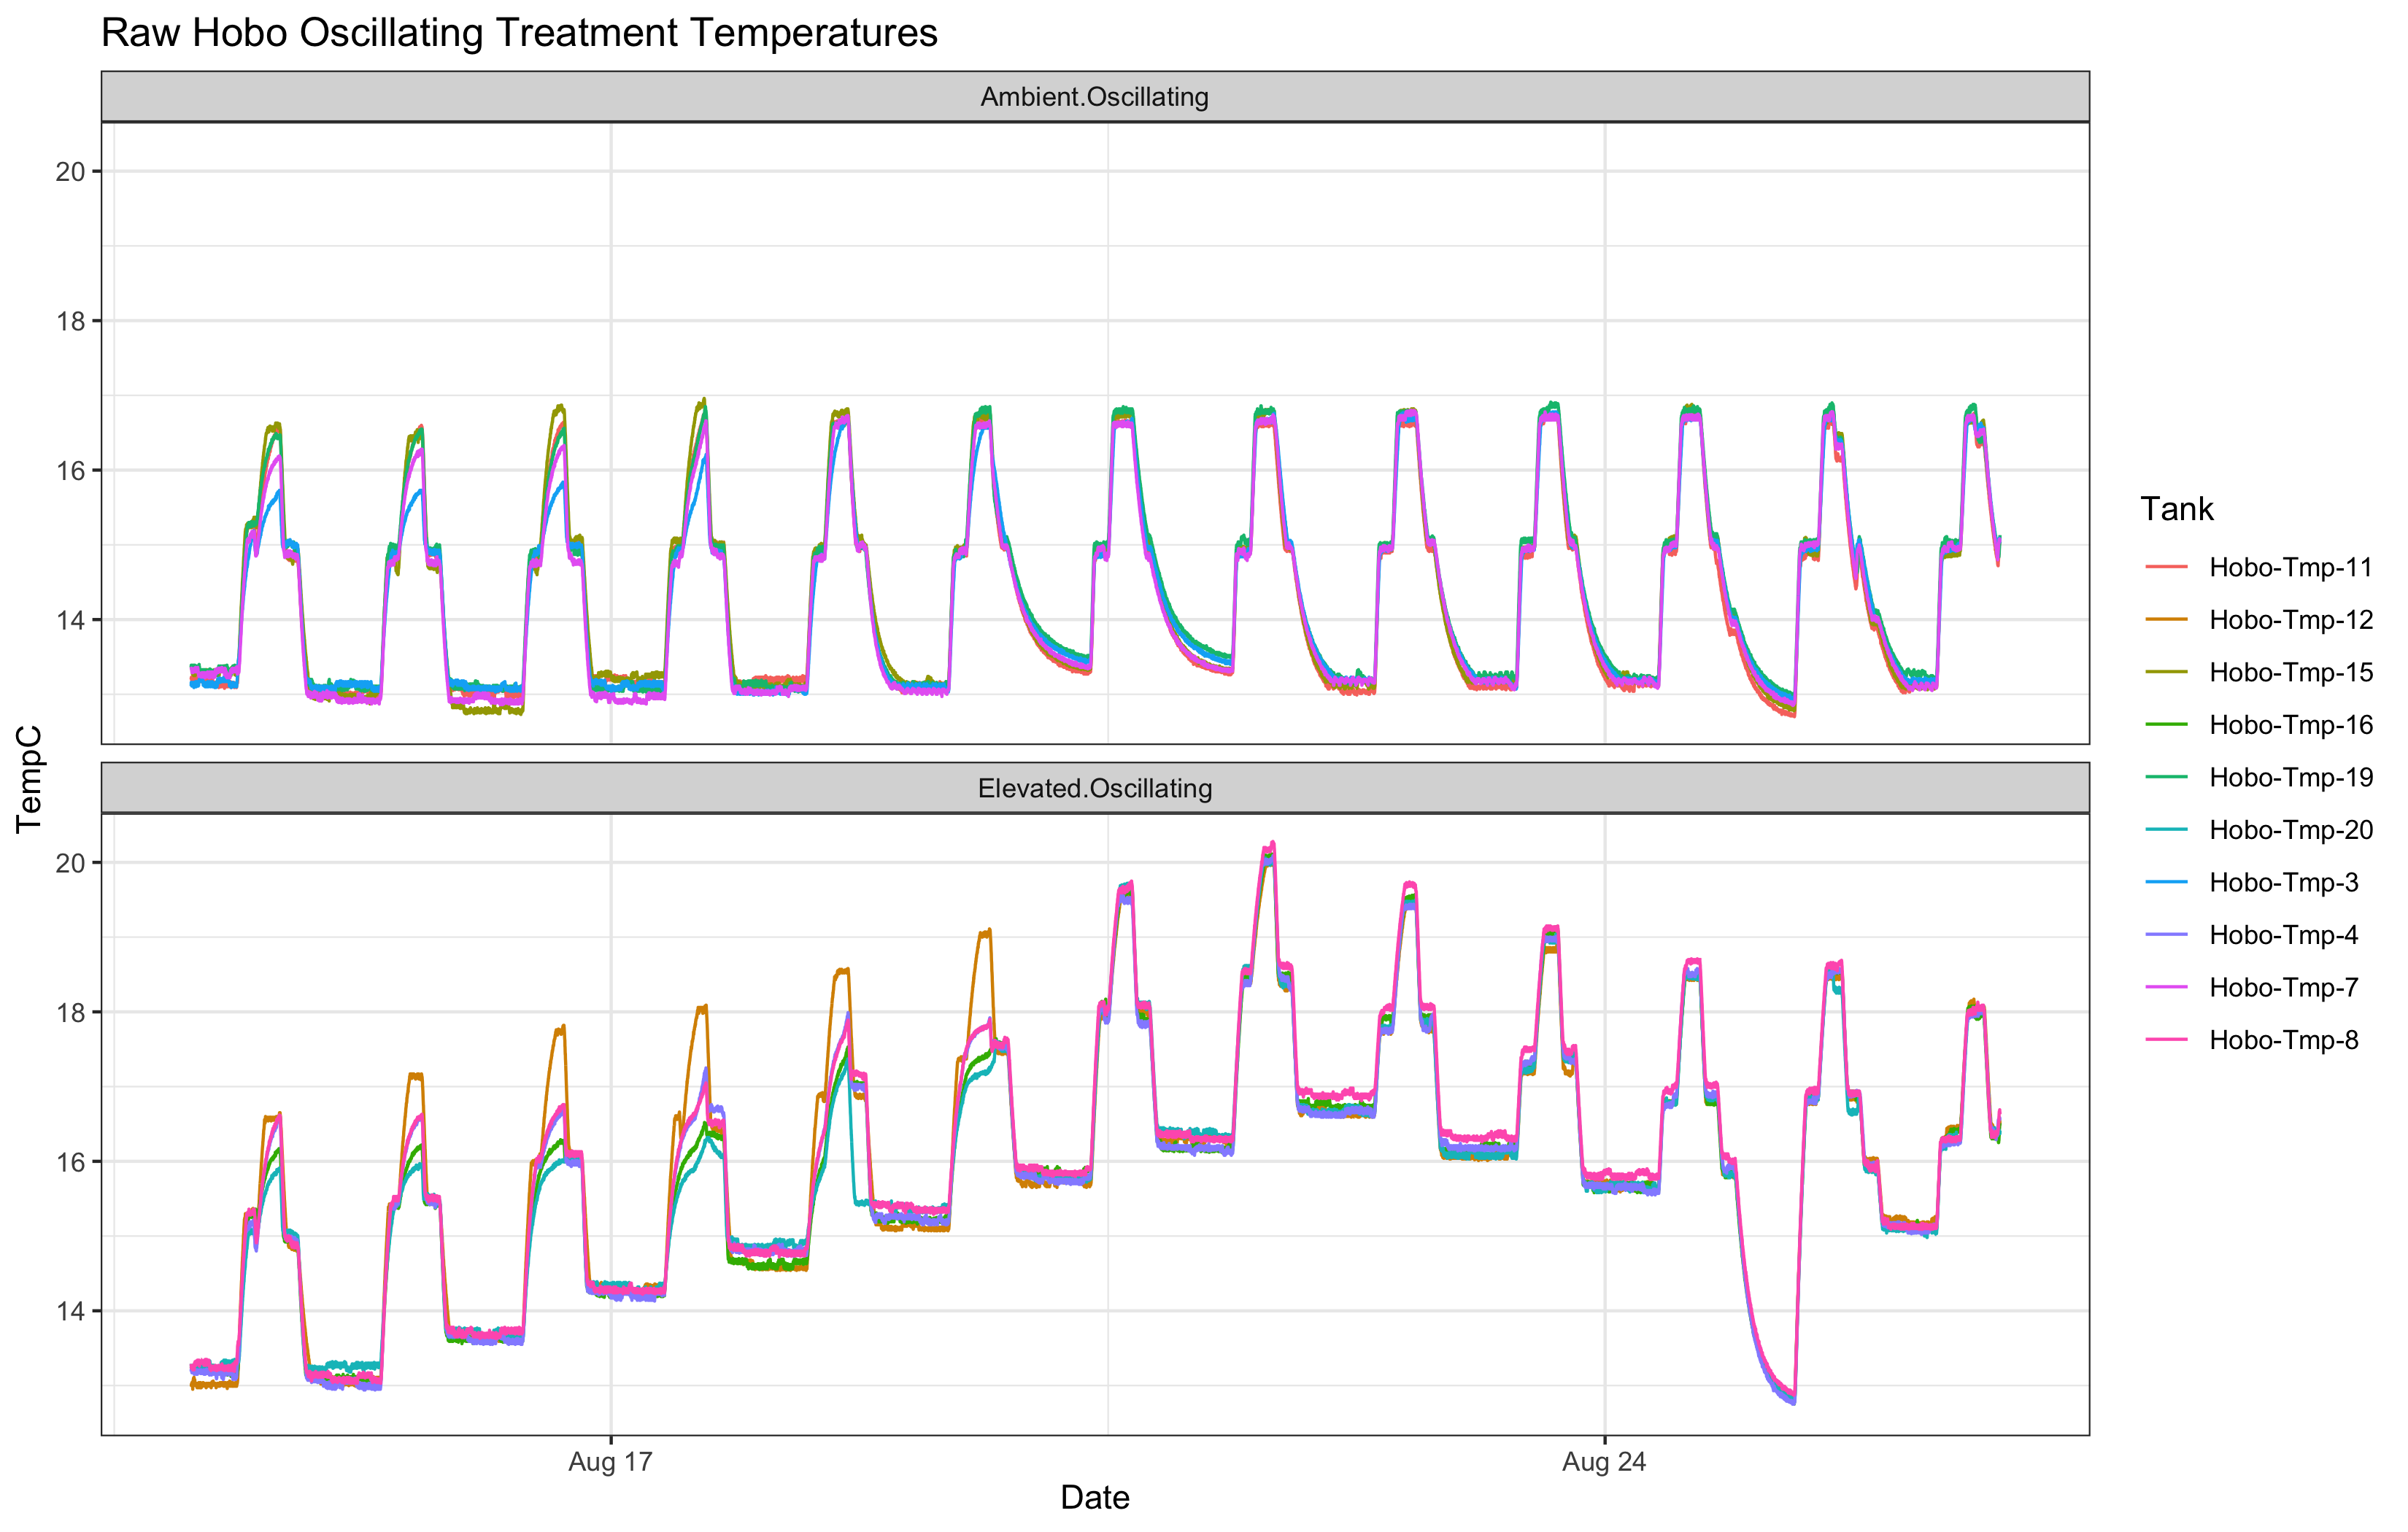 Raw Hobo Oscillating Treatment Temperatures
Ambient.Oscillating
20
18
16
14
Elevated.Oscillating
20
18
16
14
TempC
Aug 17
Aug 24
Date
Tank
Hobo-Tmp-11
Hobo-Tmp-12
Hobo-Tmp-15
Hobo-Tmp-16
Hobo-Tmp-19
Hobo-Tmp-20
Hobo-Tmp-3
Hobo-Tmp-4
Hobo-Tmp-7
Hobo-Tmp-8